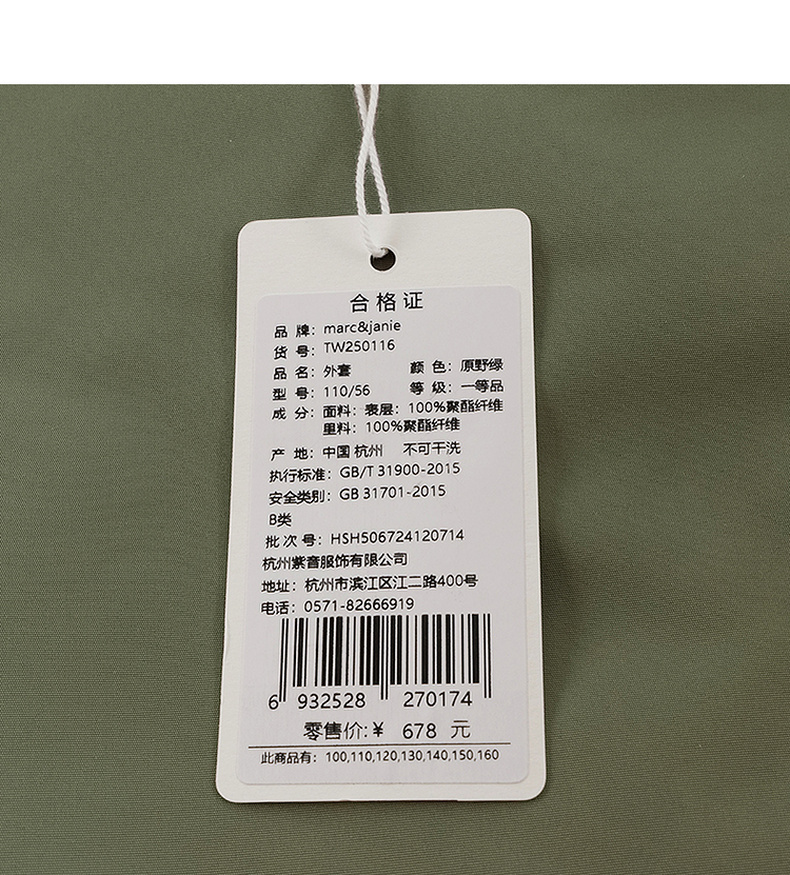 合格证
品 牌: marc&janie
货 号: TW250116
品 名: 外套 颜 色: 原野绿
型 号: 110/56 等 级: 一等品
成 分: 面料: 表层: 100%聚酯纤维
里料: 100%聚酯纤维
产 地: 中国 杭州 不可干洗
执行标准: GB/T 31900-2015
安全类别: GB 31701-2015
B类
批 次 号: HSH506724120714
杭州紫音服饰有限公司
地址: 杭州市滨江区江二路400号
电话: 0571-82666919
6 932528 270174
零售价:¥ 678 元
此商品有: 100,110,120,130,140,150,160